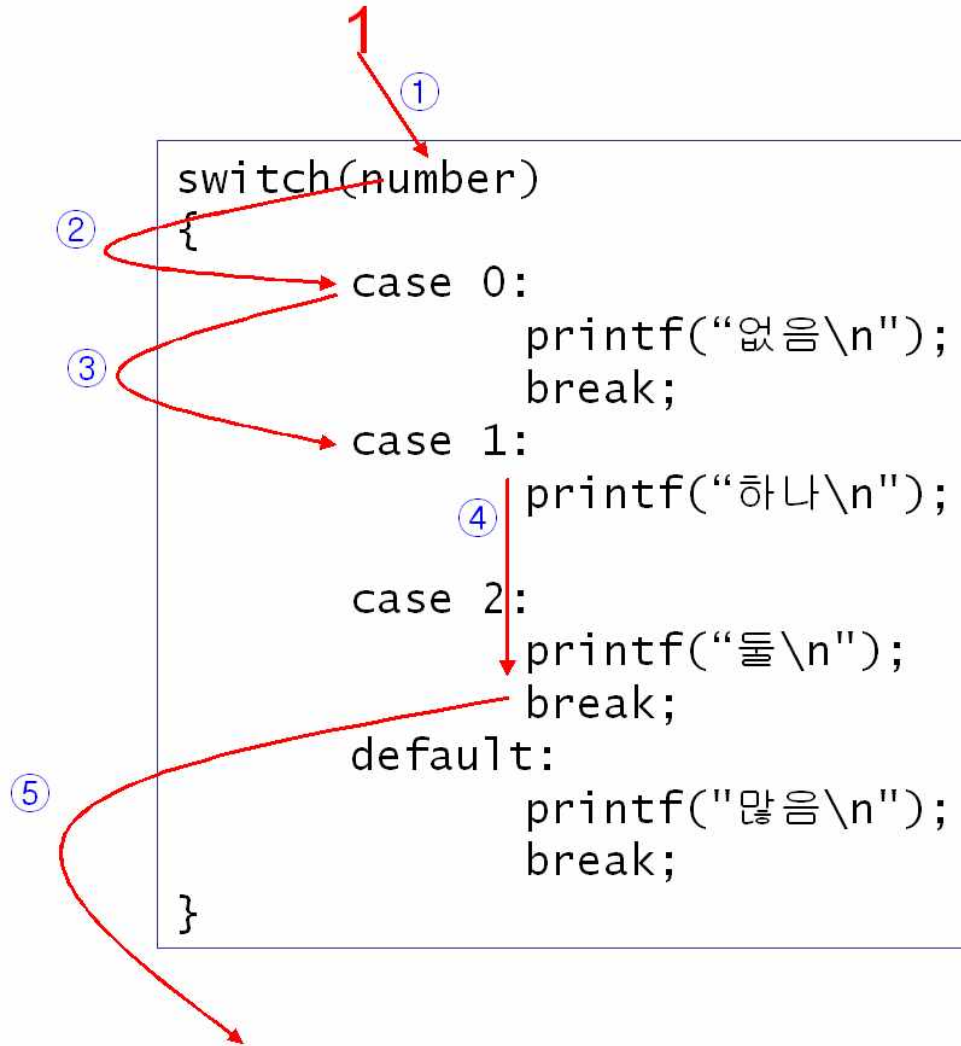 1
①
switch(number)
②
{
case 0:
printf(“없음\n");
③
break;
case 1:
printf(“하나\n");
④
case 2:
printf(“둘\n");
break;
default:
⑤
printf("많음\n");
break;
}